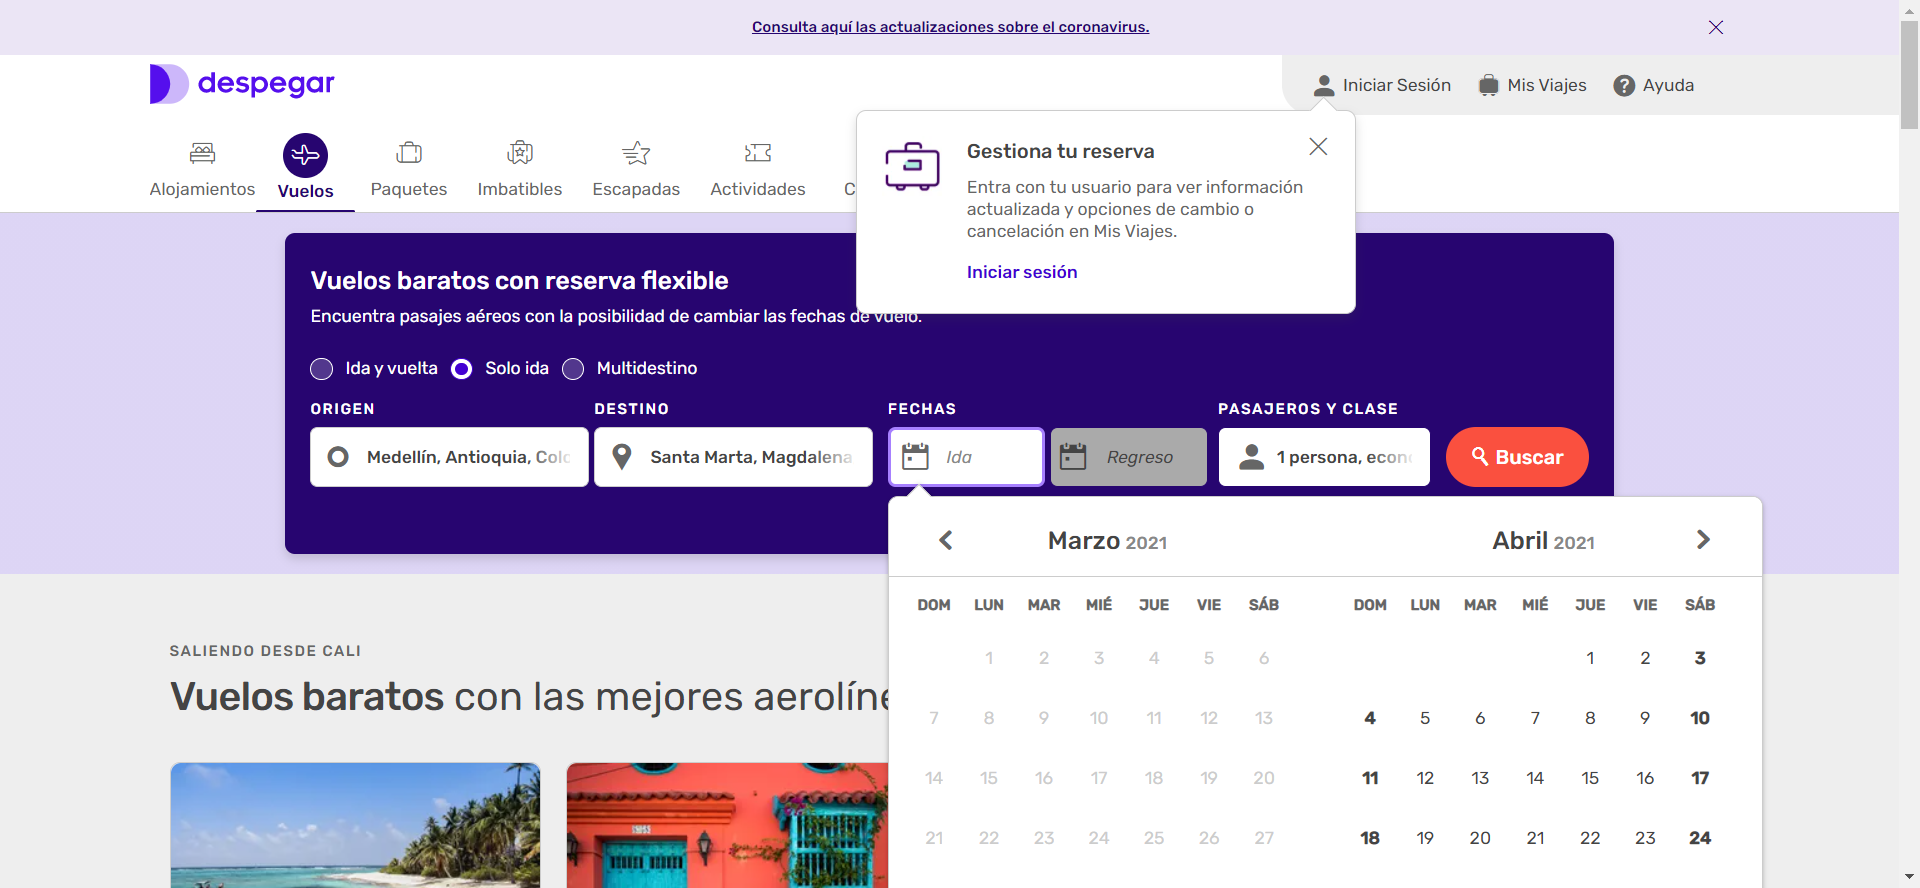 Consulta aquí las actualizaciones sobre el coronavirus.
despegar
Iniciar Sesión
Mis Viajes
Ayuda
Alojamientos
Vuelos
Paquetes
Imbatibles
Escapadas
Actividades
C
Gestiona tu reserva
Entra con tu usuario para ver información
actualizada y opciones de cambio o
cancelación en Mis Viajes.
Iniciar sesión
Vuelos baratos con reserva flexible
Encuentra pasajes aéreos con la posibilidad de cambiar las fechas de vuelo.
Ida y vuelta
Solo ida
Multidestino
ORIGEN
DESTINO
FECHAS
PASAJEROS Y CLASE
Medellín, Antioquia, Colo
Santa Marta, Magdalena
Ida
Regreso
1 persona, econ
Buscar
Marzo 2021
DOM LUN MAR MIÉ JUE VIE SÁB
1 2 3 4 5 6
7 8 9 10 11 12 13
14 15 16 17 18 19 20
21 22 23 24 25 26 27
Abril 2021
DOM LUN MAR MIÉ JUE VIE SÁB
1 2 3
4 5 6 7 8 9 10
11 12 13 14 15 16 17
18 19 20 21 22 23 24
SALIENDO DESDE CALI
Vuelos baratos con las mejores aerolíne